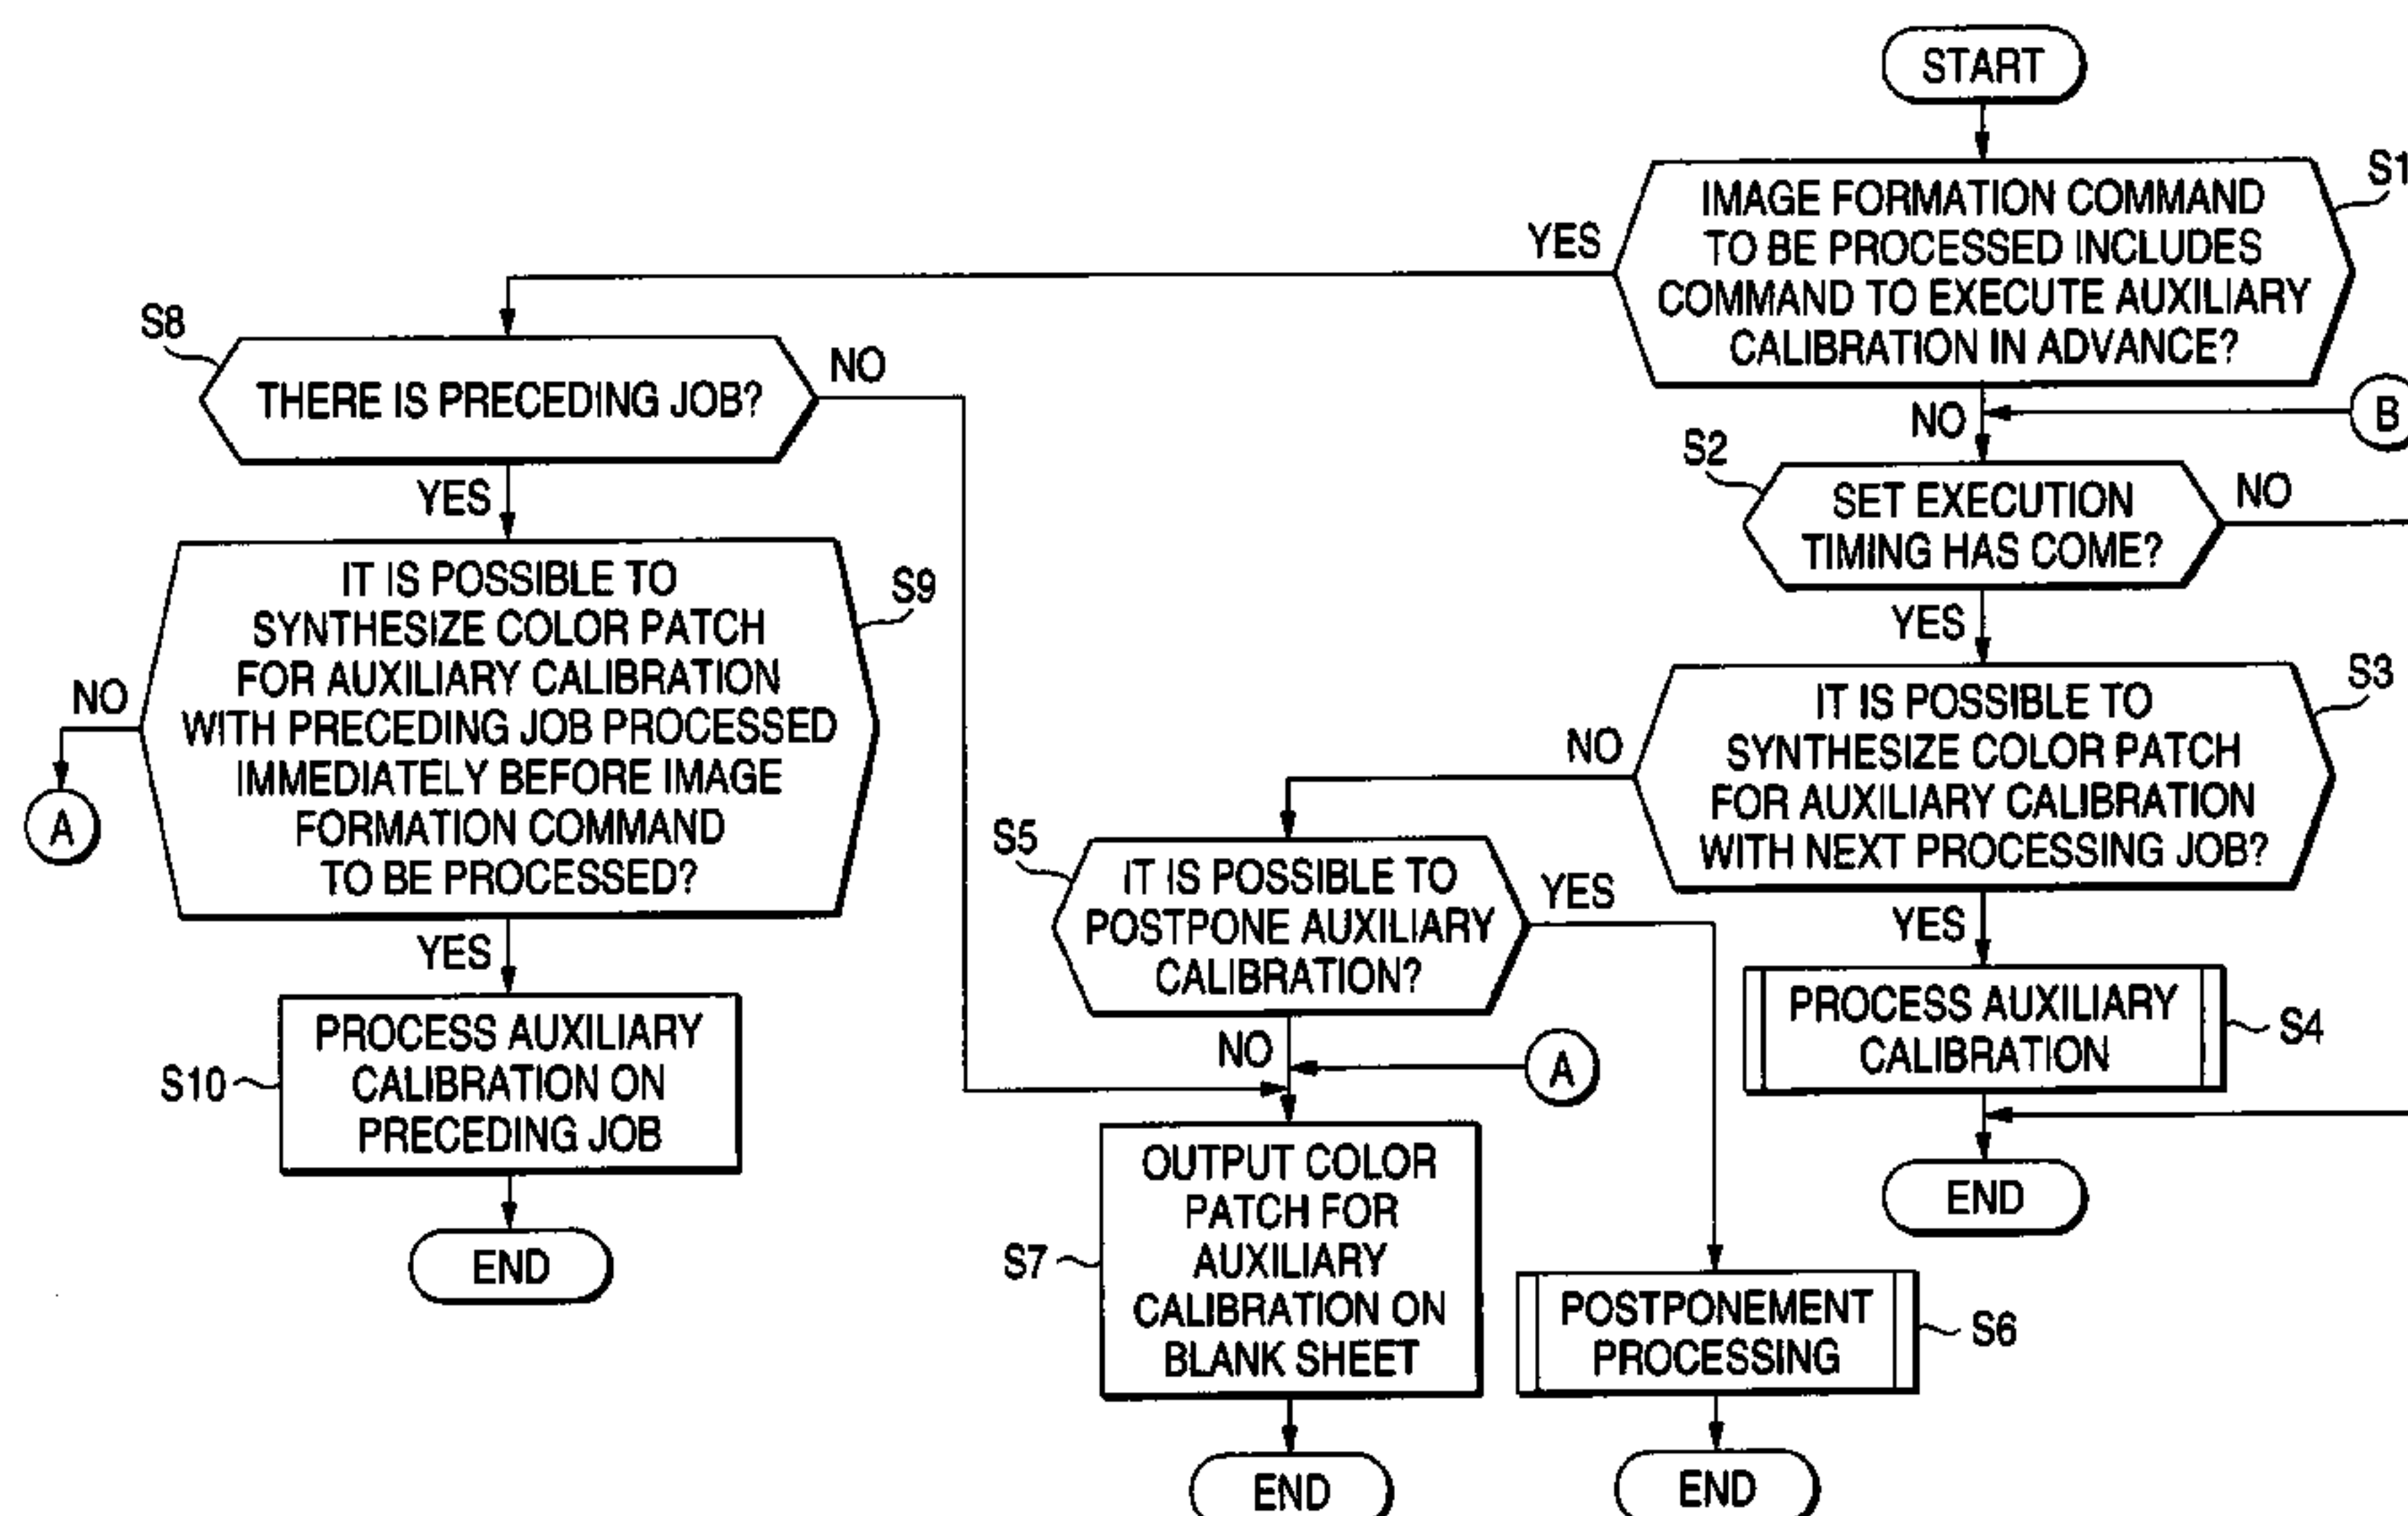 START
S1
IMAGE FORMATION COMMAND
TO BE PROCESSED INCLUDES
COMMAND TO EXECUTE AUXILIARY
CALIBRATION IN ADVANCE?
YES
NO
B
S8
THERE IS PRECEDING JOB?
NO
YES
S2
SET EXECUTION
TIMING HAS COME?
NO
YES
S9
IT IS POSSIBLE TO
SYNTHESIZE COLOR PATCH
FOR AUXILIARY CALIBRATION
WITH PRECEDING JOB PROCESSED
IMMEDIATELY BEFORE IMAGE
FORMATION COMMAND
TO BE PROCESSED?
NO
A
YES
S3
IT IS POSSIBLE TO
SYNTHESIZE COLOR PATCH
FOR AUXILIARY CALIBRATION
WITH NEXT PROCESSING JOB?
NO
YES
S5
IT IS POSSIBLE TO
POSTPONE AUXILIARY
CALIBRATION?
YES
NO
A
PROCESS AUXILIARY
CALIBRATION
S4
END
S10
PROCESS AUXILIARY
CALIBRATION ON
PRECEDING JOB
END
S7
OUTPUT COLOR
PATCH FOR
AUXILIARY
CALIBRATION ON
BLANK SHEET
END
POSTPONEMENT
PROCESSING
S6
END